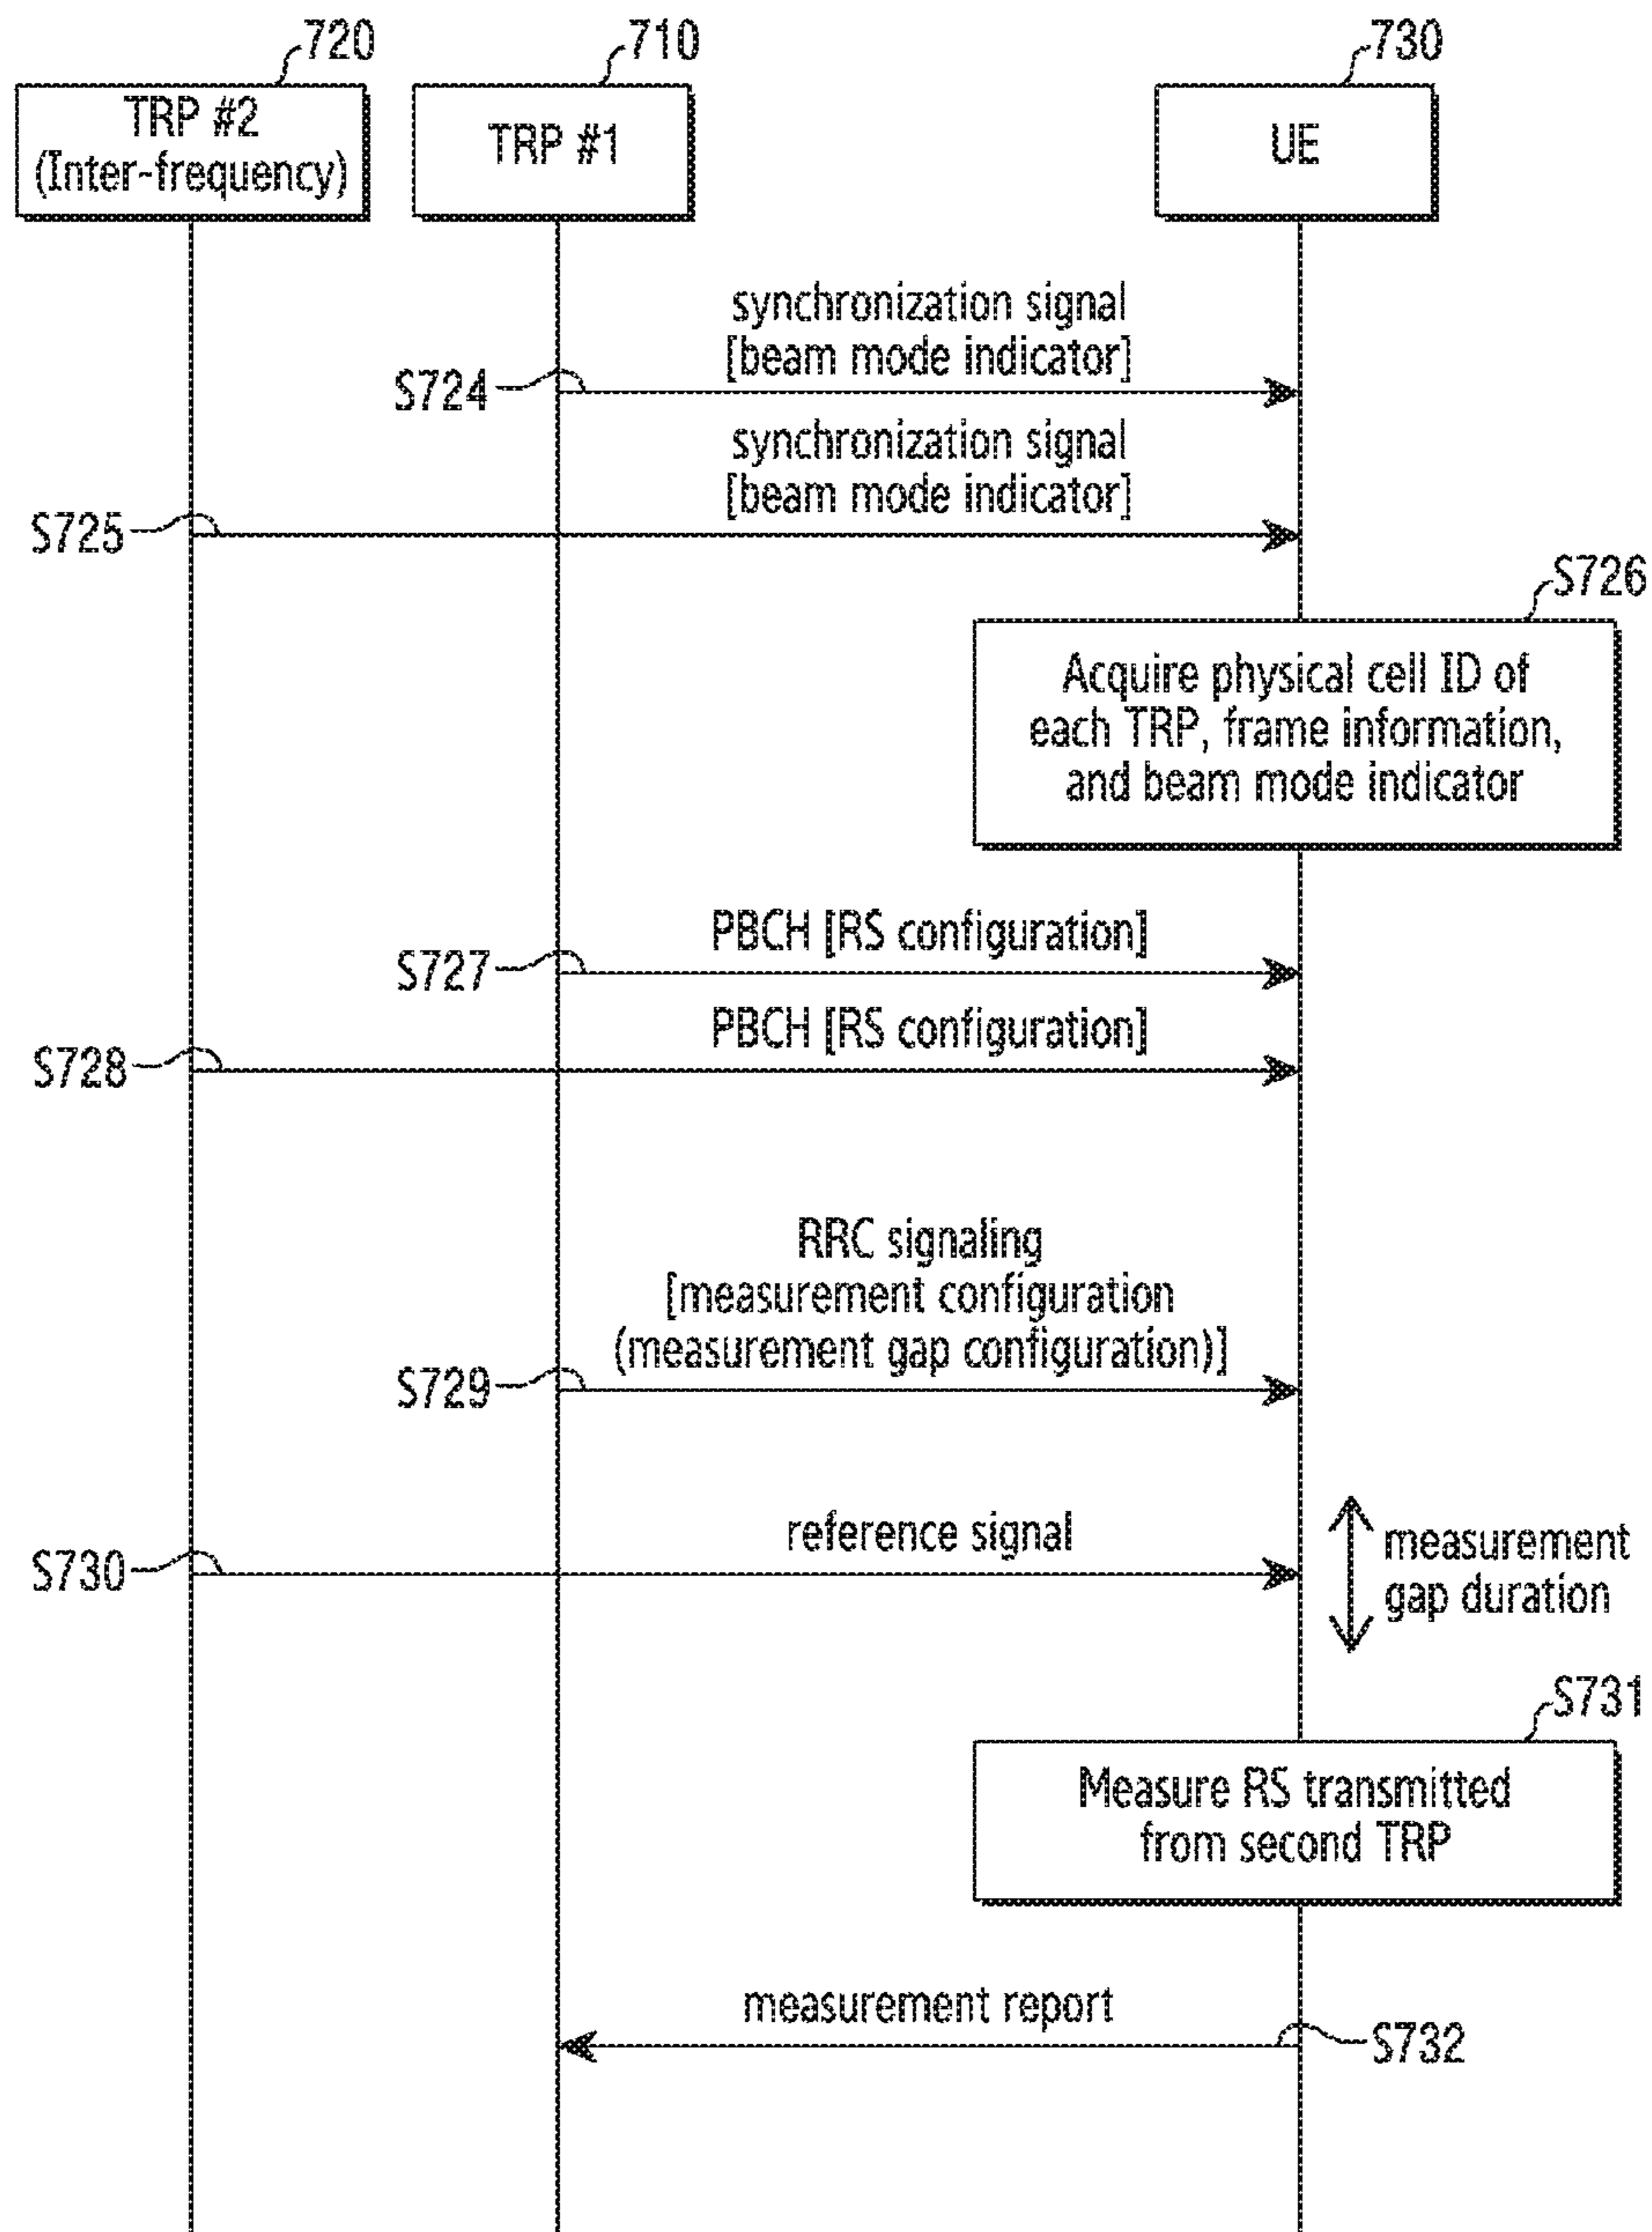 720
710
730
TRP #2
(Inter-frequency)
TRP #1
UE
synchronization signal
[beam mode indicator]
S724
synchronization signal
[beam mode indicator]
S725
S726
Acquire physical cell ID of
each TRP, frame information,
and beam mode indicator
PBCH [RS configuration]
S727
PBCH [RS configuration]
S728
RRC signaling
[measurement configuration
(measurement gap configuration)]
S729
reference signal
S730
measurement
gap duration
S731
Measure RS transmitted
from second TRP
measurement report
S732